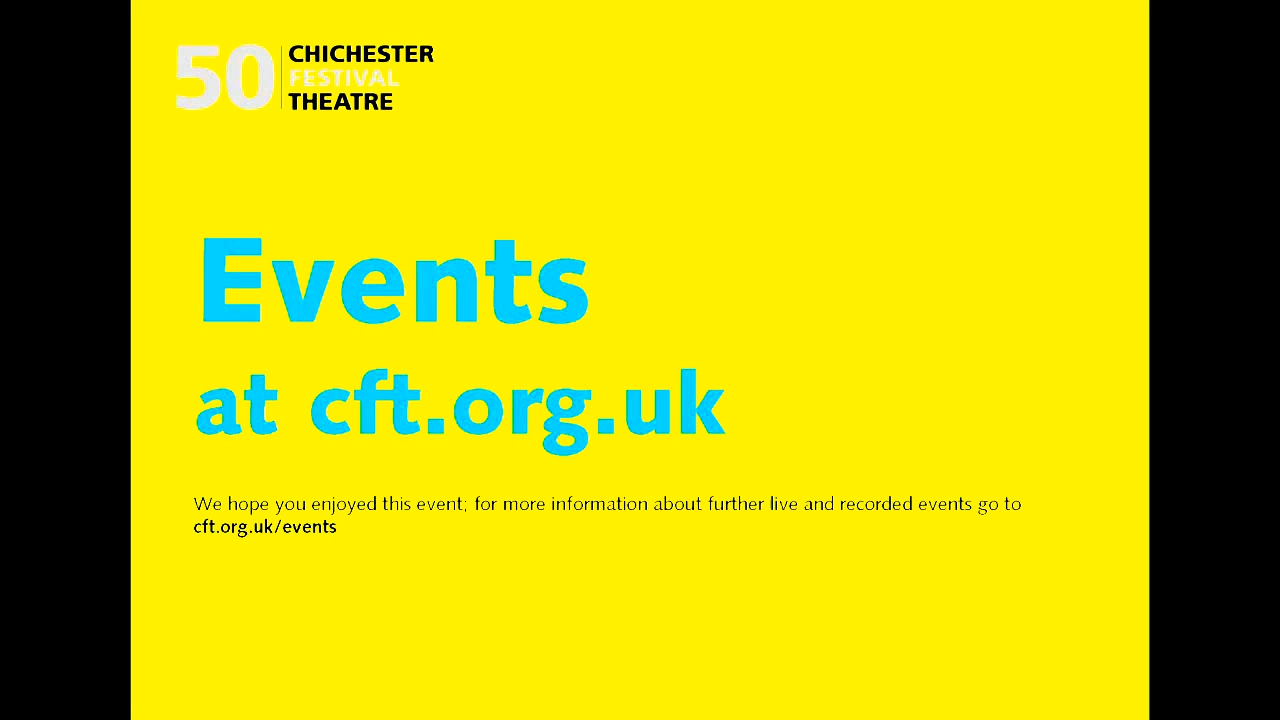 50 CHICHESTER
FESTIVAL
THEATRE
Events
at cft.org.uk
We hope you enjoyed this event; for more information about further live and recorded events go to
cft.org.uk/events